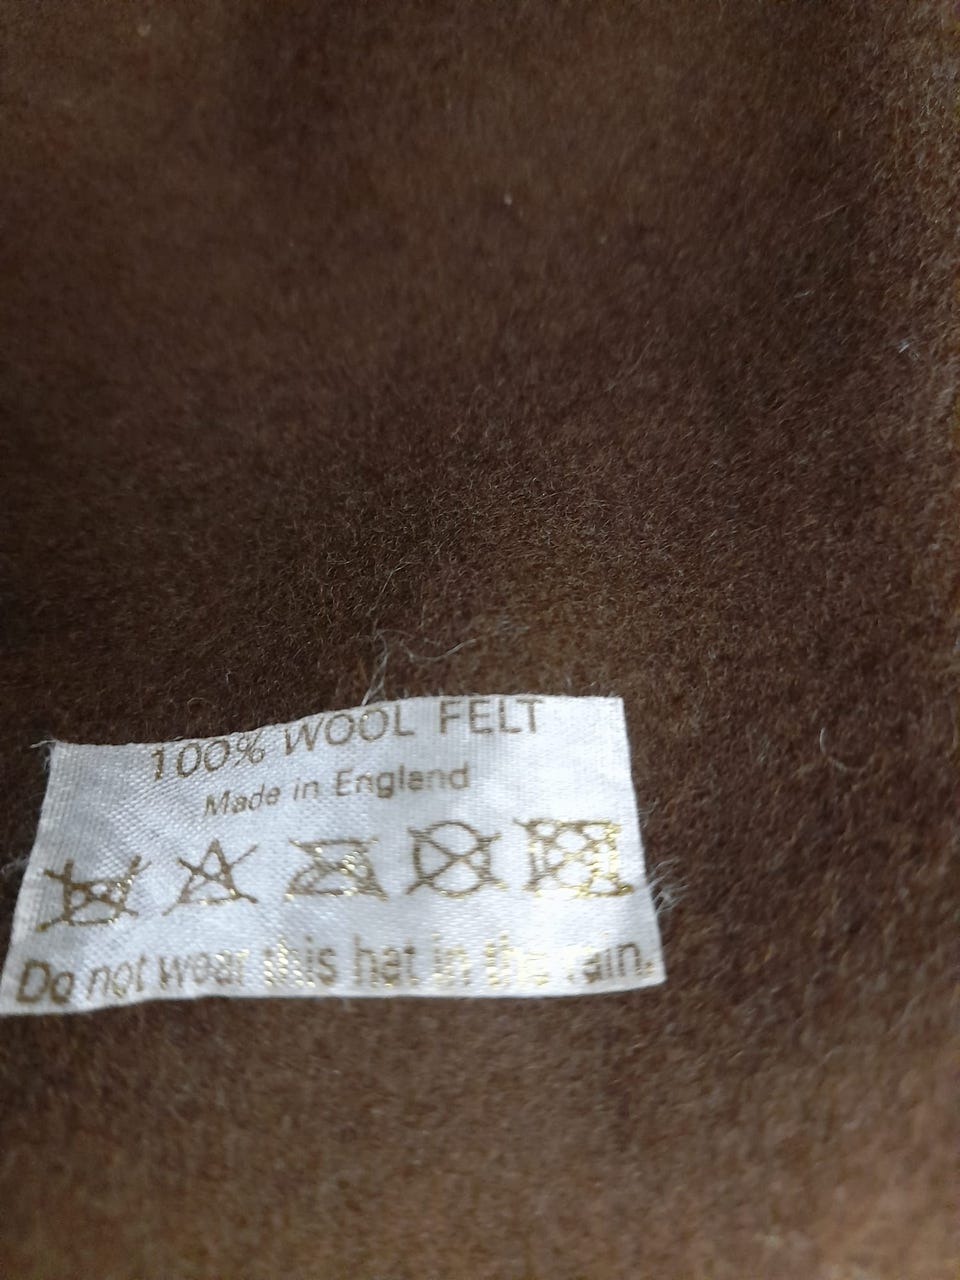 100% WOOL FELT
Made in England
Do not wear this hat in the rain.